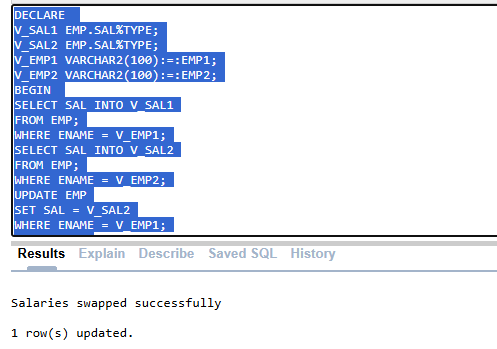 DECLARE
V_SAL1 EMP.SAL%TYPE;
V_SAL2 EMP.SAL%TYPE;
V_EMP1 VARCHAR2(100):=:EMP1;
V_EMP2 VARCHAR2(100):=:EMP2;
BEGIN
SELECT SAL INTO V_SAL1
FROM EMP;
WHERE ENAME = V_EMP1;
SELECT SAL INTO V_SAL2
FROM EMP;
WHERE ENAME = V_EMP2;
UPDATE EMP
SET SAL = V_SAL2
WHERE ENAME = V_EMP1;
Results Explain Describe Saved SQL History
Salaries swapped successfully
1 row(s) updated.